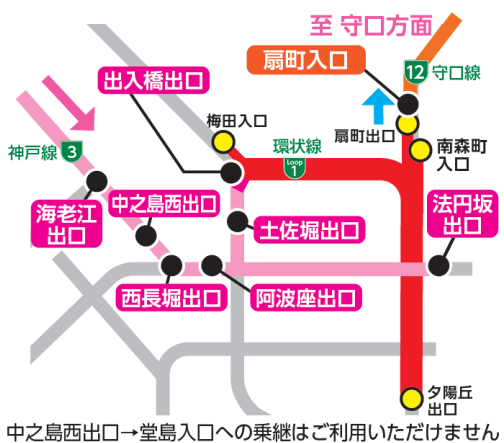 至 守口方面
扇町入口
12 守口線
出入橋出口
梅田入口
扇町出口
環状線
Loop
1
南森町
入口
神戸線 3
中之島西出口
海老江
出口
土佐堀出口
法円坂
出口
西長堀出口
阿波座出口
夕陽丘
出口
中之島西出口→堂島入口への乗継はご利用いただけません